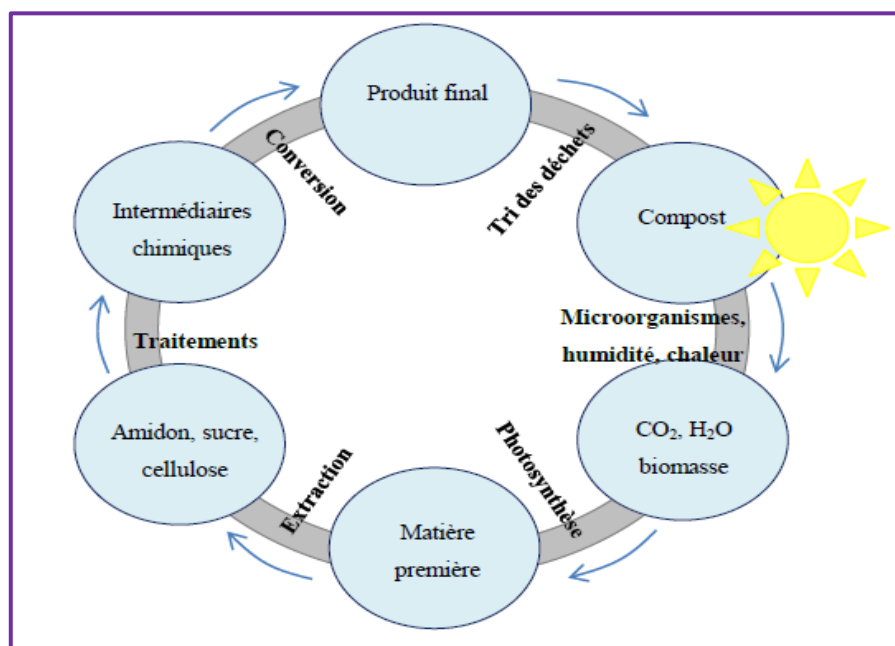 Produit final
Conversion
Tri des déchets
Intermédiaires
chimiques
Compost
Traitements
Microorganismes,
humidité, chaleur
Amidon, sucre,
cellulose
CO₂, H₂O
biomasse
Extraction
Photosynthèse
Matière
première